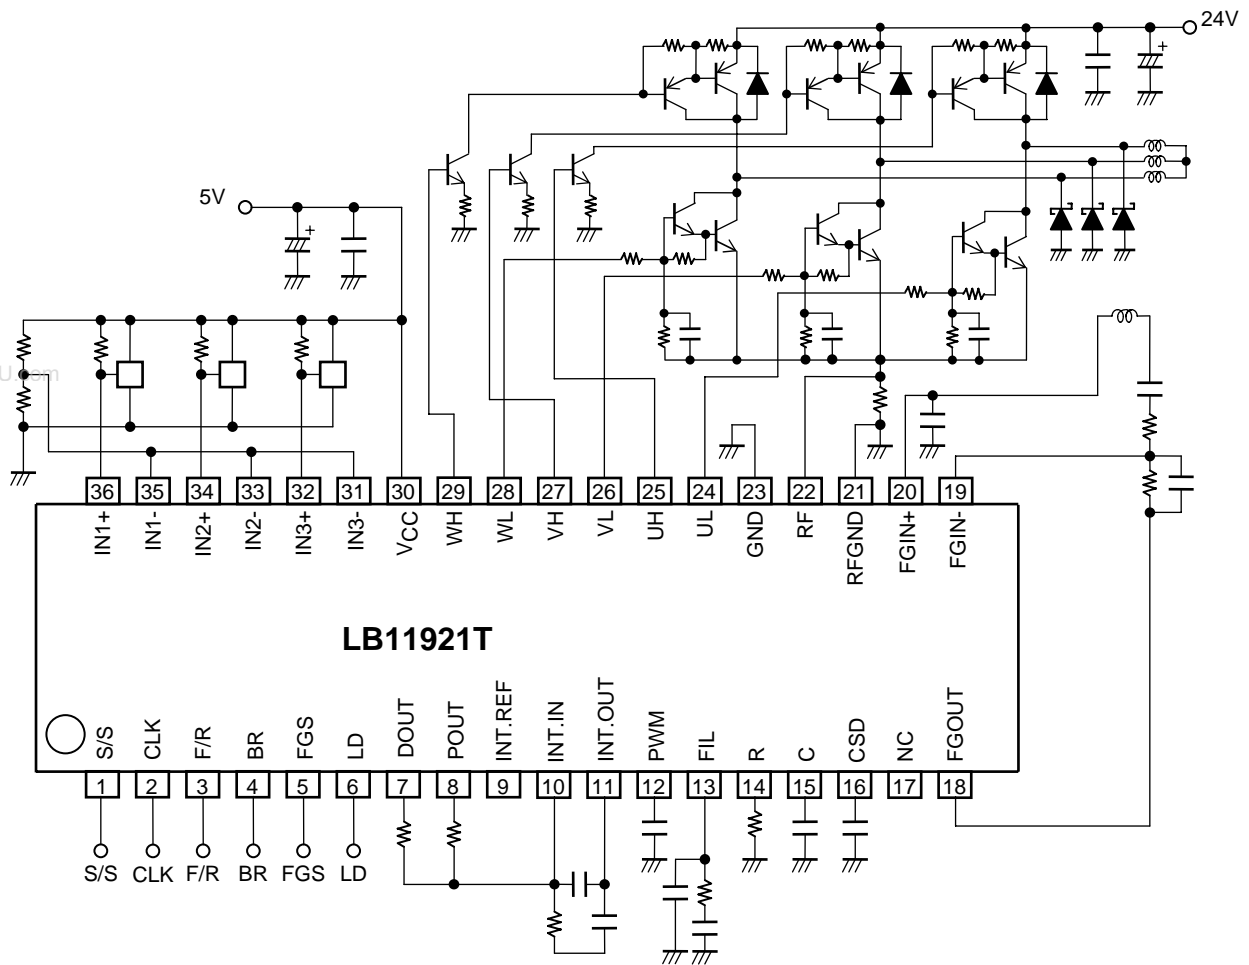 24V
+
5V
+
U.com
36 35 34 33 32 31 30 29 28 27 26 25 24 23 22 21 20 19
IN1+ IN1- IN2+ IN2- IN3+ IN3- VCC WH WL VH VL UH UL GND RF RFGND FGIN+ FGIN-
LB11921T
S/S CLK F/R BR FGS LD DOUT POUT INT.REF INT.IN INT.OUT PWM FIL R C CSD NC FGOUT
1 2 3 4 5 6 7 8 9 10 11 12 13 14 15 16 17 18
S/S CLK F/R BR FGS LD